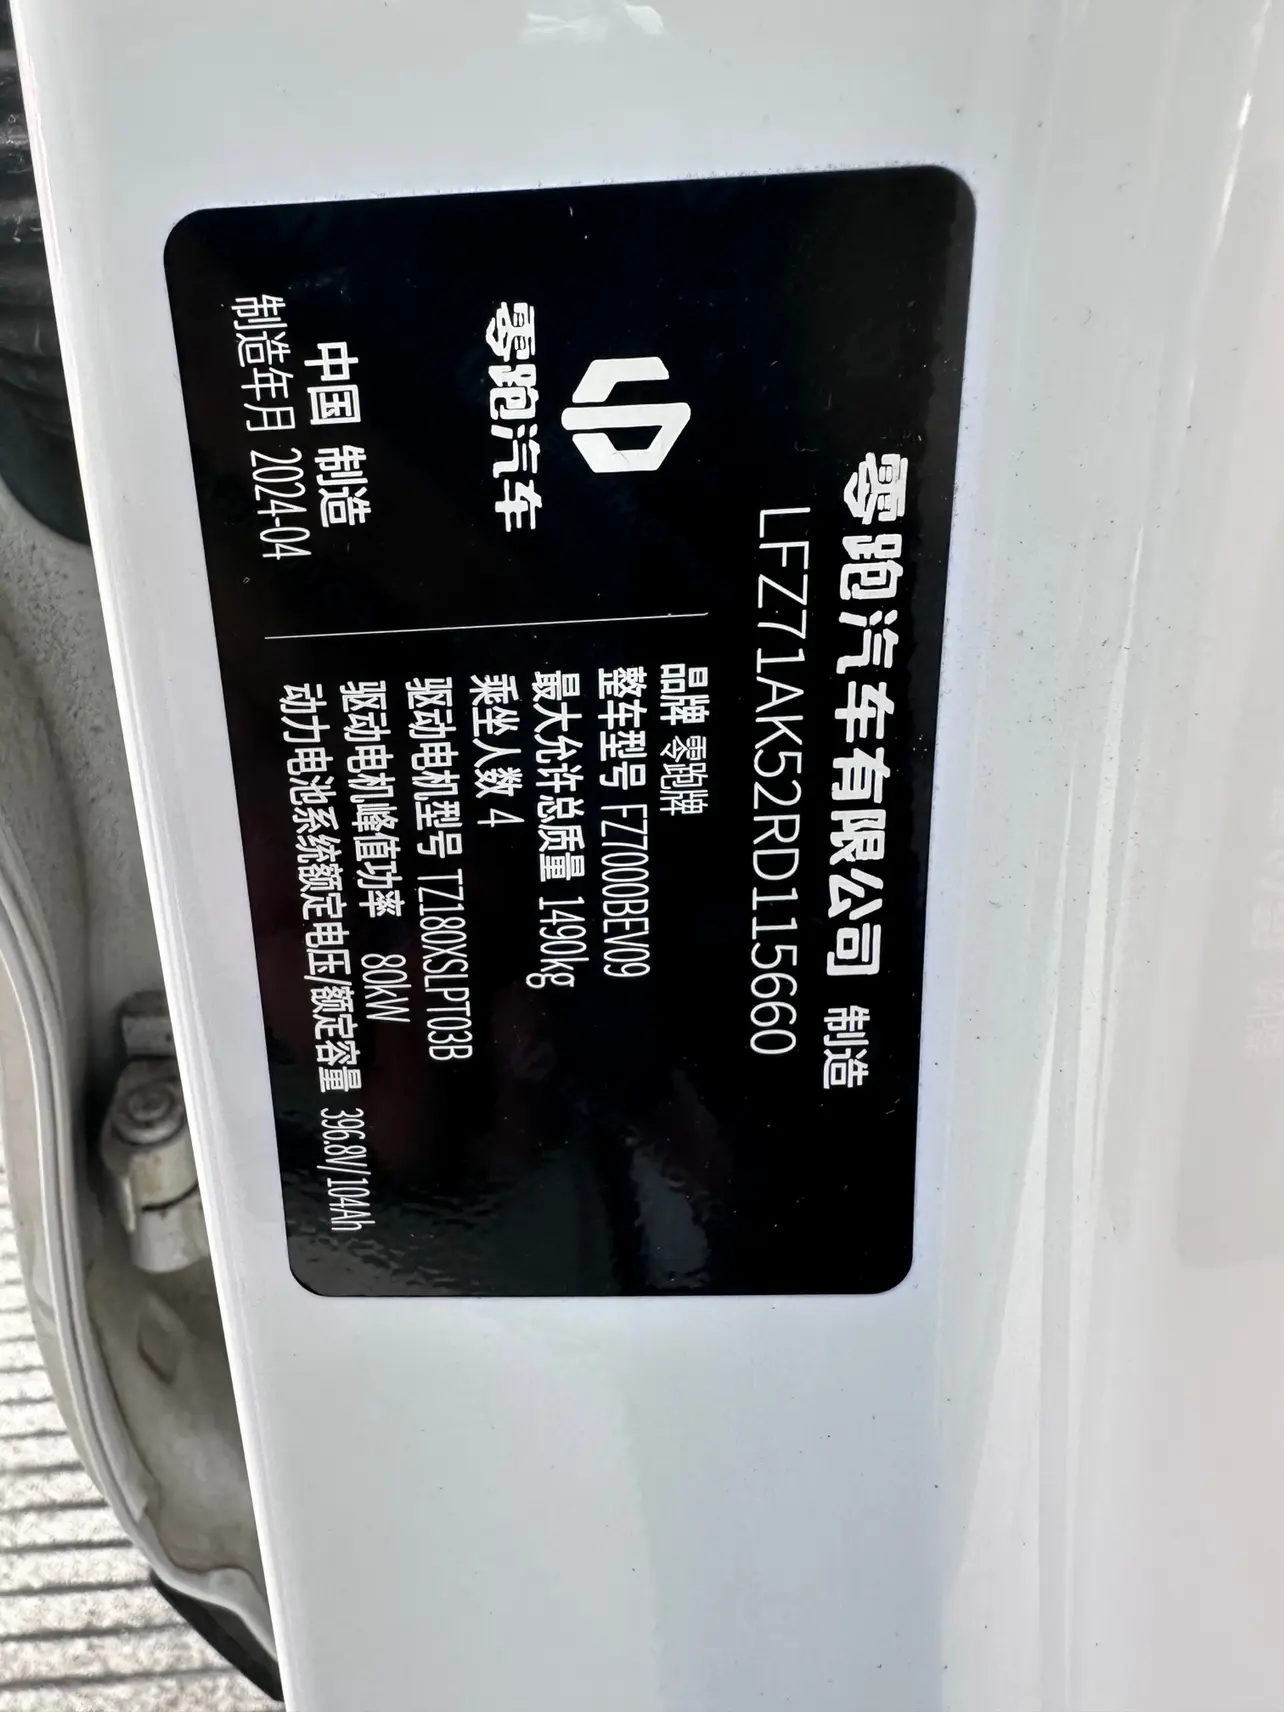 零跑汽车有限公司 制造
LFZ71AK52RD115660
LP
零跑汽车
中国 制造
制造年月 2024-04
品牌 零跑牌
整车型号 FZ7000BEV09
最大允许总质量 1490kg
乘坐人数 4
驱动电机型号 TZ180XSLPT03B
驱动电机峰值功率 80kW
动力电池系统额定电压/额定容量 396.8V/104Ah